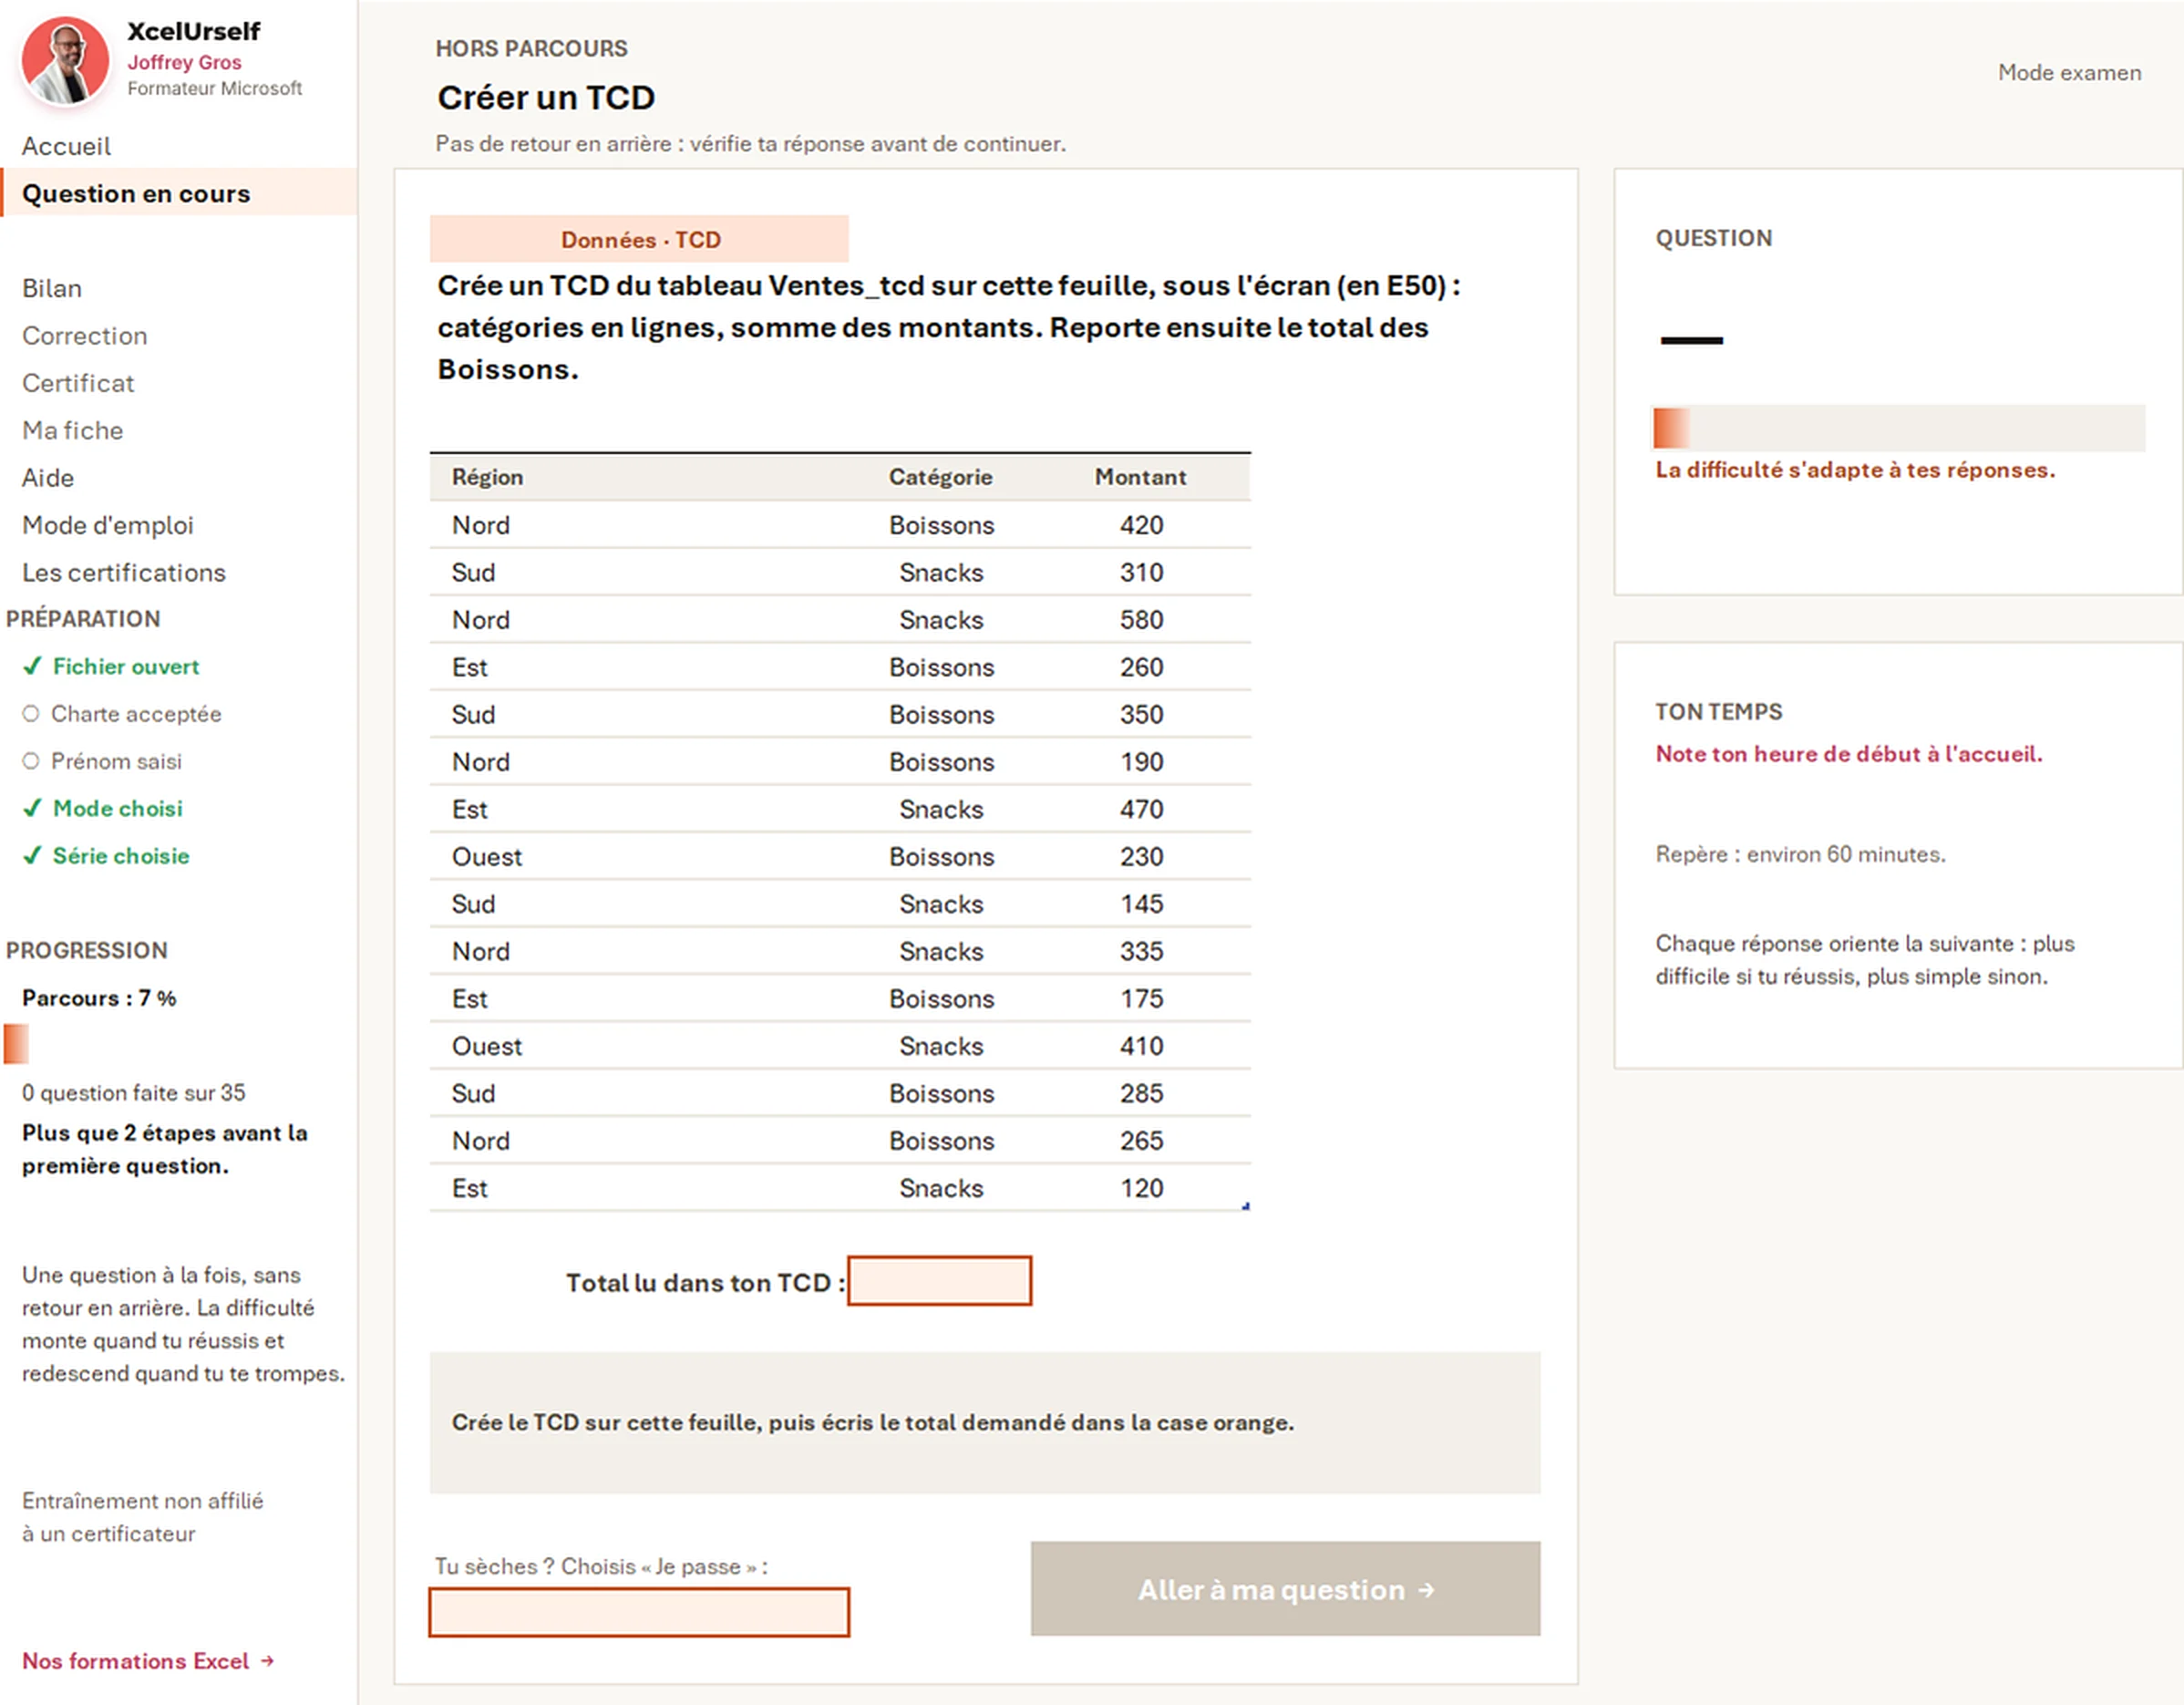 XcelUrself
Joffrey Gros
Formateur Microsoft
Accueil
Question en cours
Bilan
Correction
Certificat
Ma fiche
Aide
Mode d'emploi
Les certifications
PRÉPARATION
✓ Fichier ouvert
○ Charte acceptée
○ Prénom saisi
✓ Mode choisi
✓ Série choisie
PROGRESSION
Parcours : 7 %
0 question faite sur 35
Plus que 2 étapes avant la
première question.
Une question à la fois, sans
retour en arrière. La difficulté
monte quand tu réussis et
redescend quand tu te trompes.
Entraînement non affilié
à un certificateur
Nos formations Excel →
HORS PARCOURS
Créer un TCD
Pas de retour en arrière : vérifie ta réponse avant de continuer.
Mode examen
Données · TCD
Crée un TCD du tableau Ventes_tcd sur cette feuille, sous l'écran (en E50) :
catégories en lignes, somme des montants. Reporte ensuite le total des
Boissons.
Région Catégorie Montant
Nord Boissons 420
Sud Snacks 310
Nord Snacks 580
Est Boissons 260
Sud Boissons 350
Nord Boissons 190
Est Snacks 470
Ouest Boissons 230
Sud Snacks 145
Nord Snacks 335
Est Boissons 175
Ouest Snacks 410
Sud Boissons 285
Nord Boissons 265
Est Snacks 120
Total lu dans ton TCD :
Crée le TCD sur cette feuille, puis écris le total demandé dans la case orange.
Tu sèches ? Choisis « Je passe » :
Aller à ma question →
QUESTION
—
La difficulté s'adapte à tes réponses.
TON TEMPS
Note ton heure de début à l'accueil.
Repère : environ 60 minutes.
Chaque réponse oriente la suivante : plus
difficile si tu réussis, plus simple sinon.